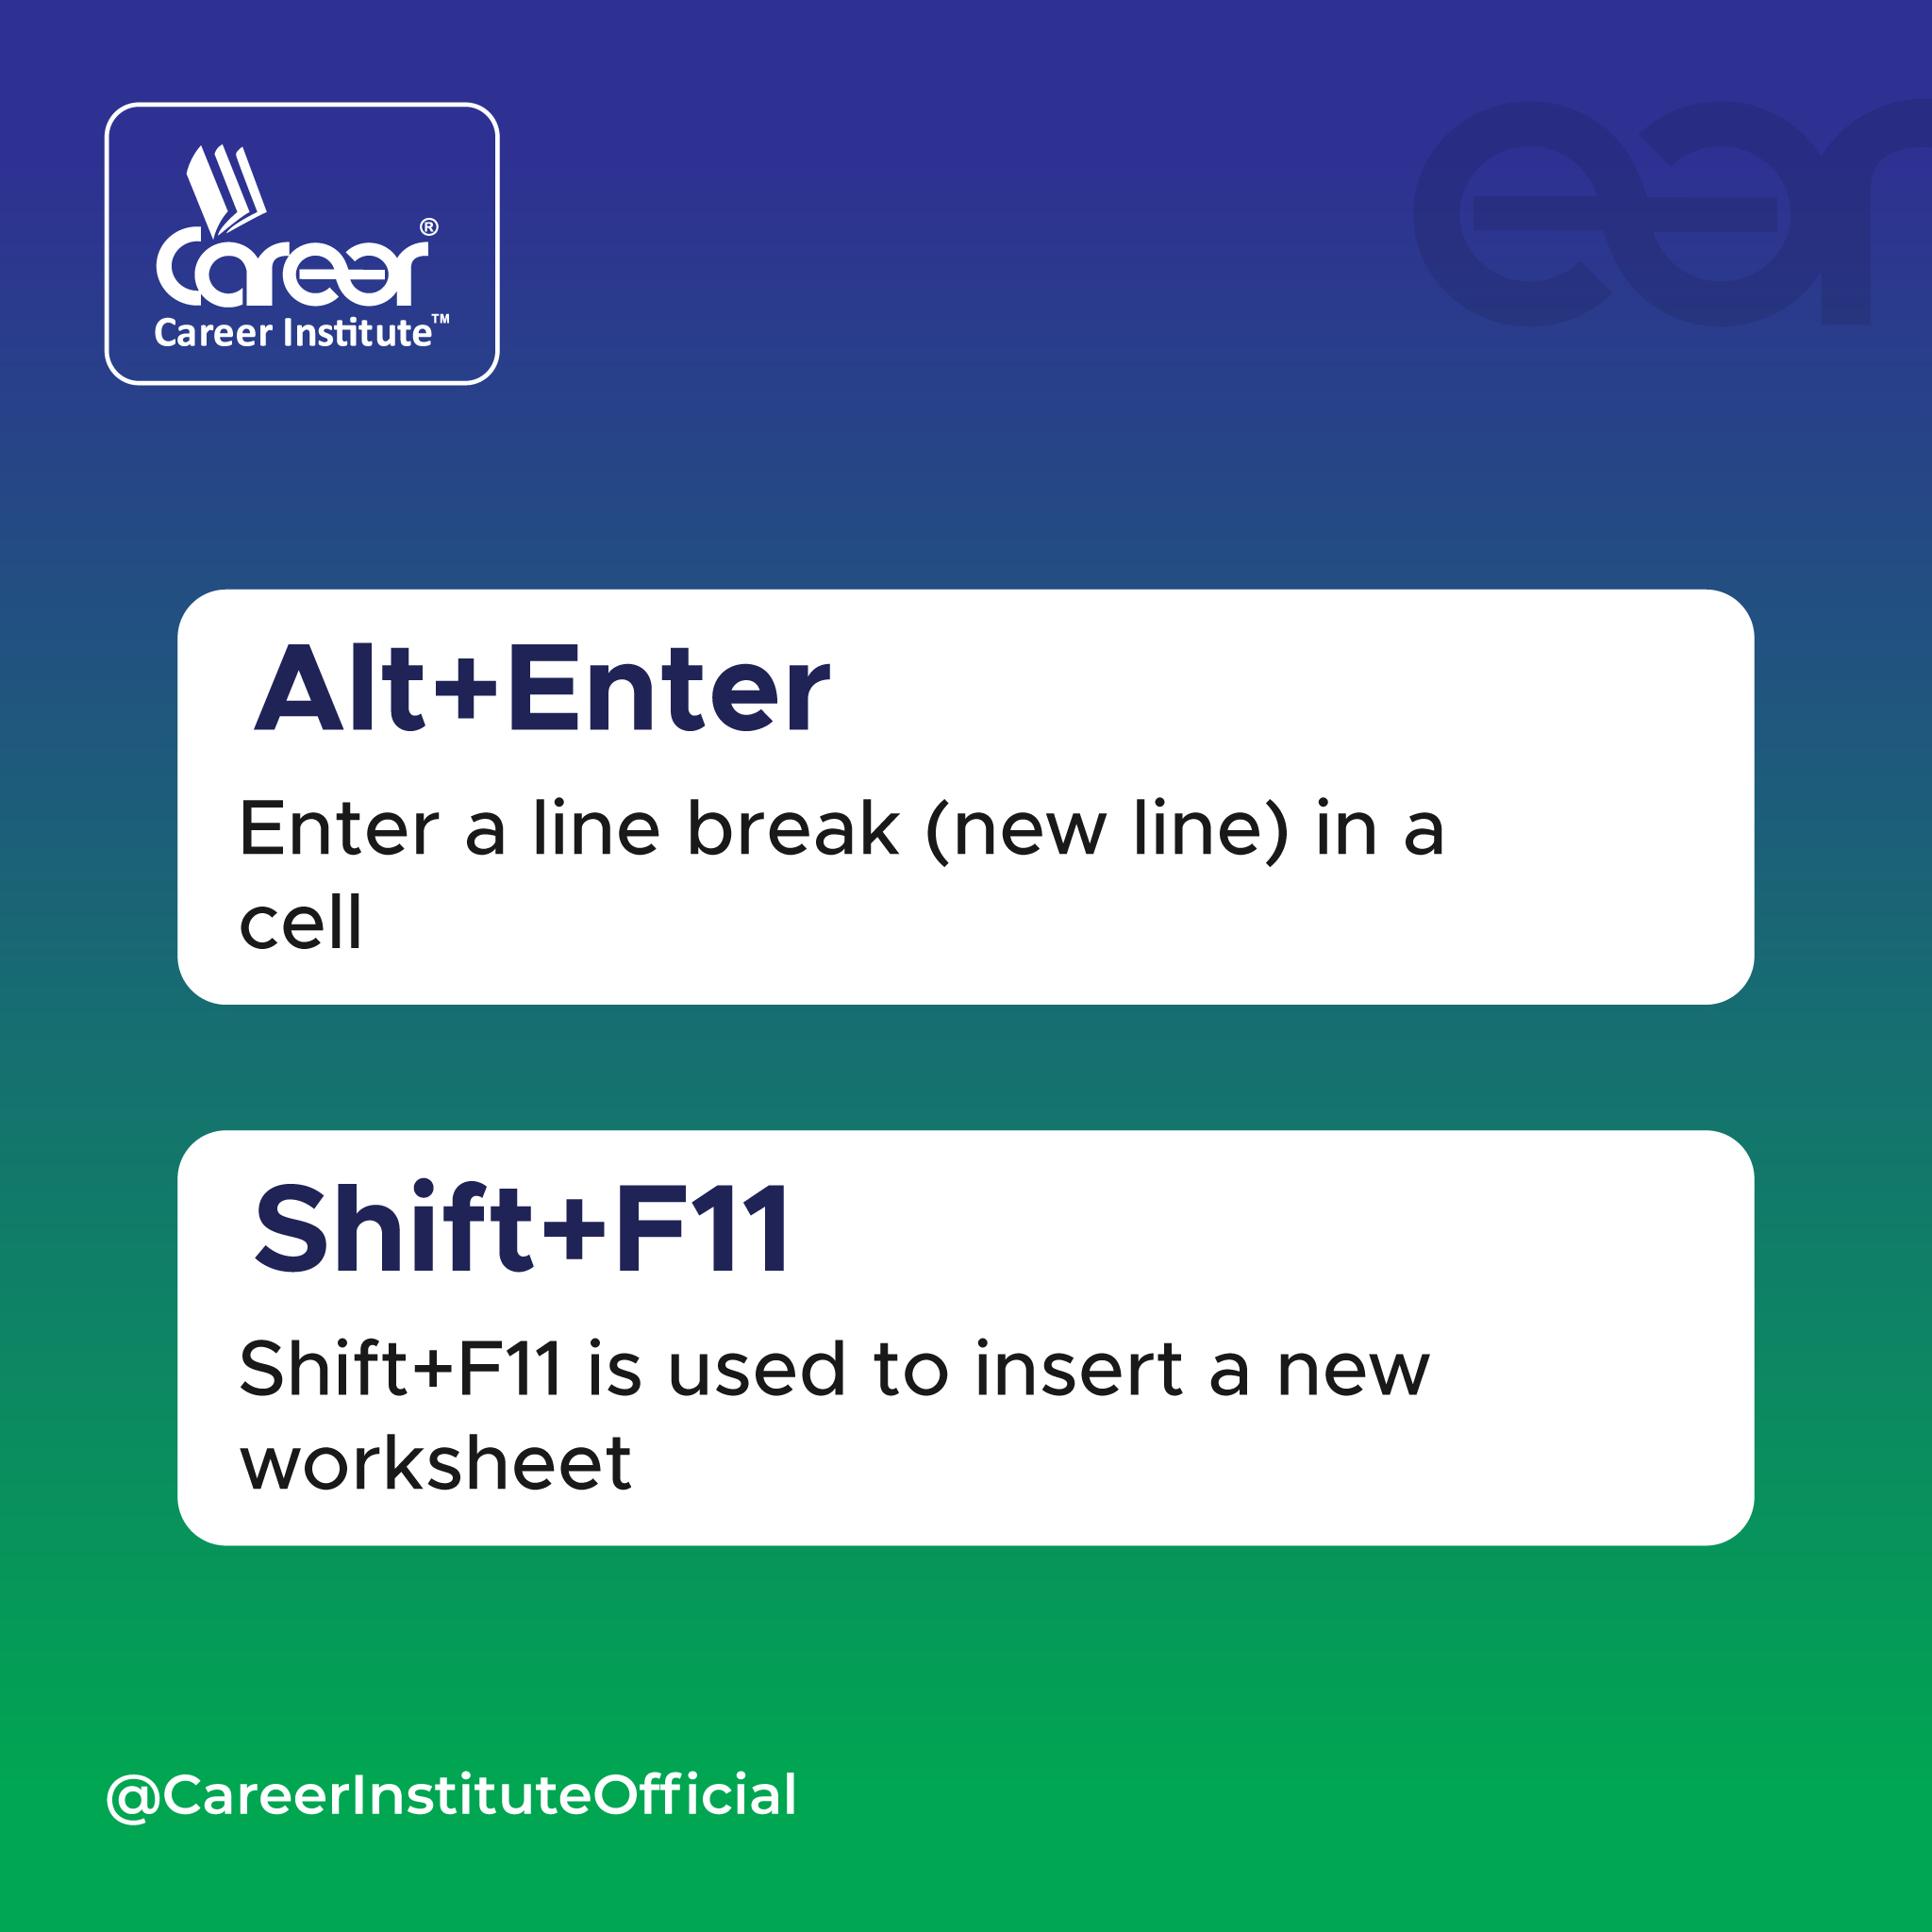 career®
Career Institute™
ear
Alt+Enter
Enter a line break (new line) in a
cell
Shift+F11
Shift+F11 is used to insert a new
worksheet
@CareerInstituteOfficial